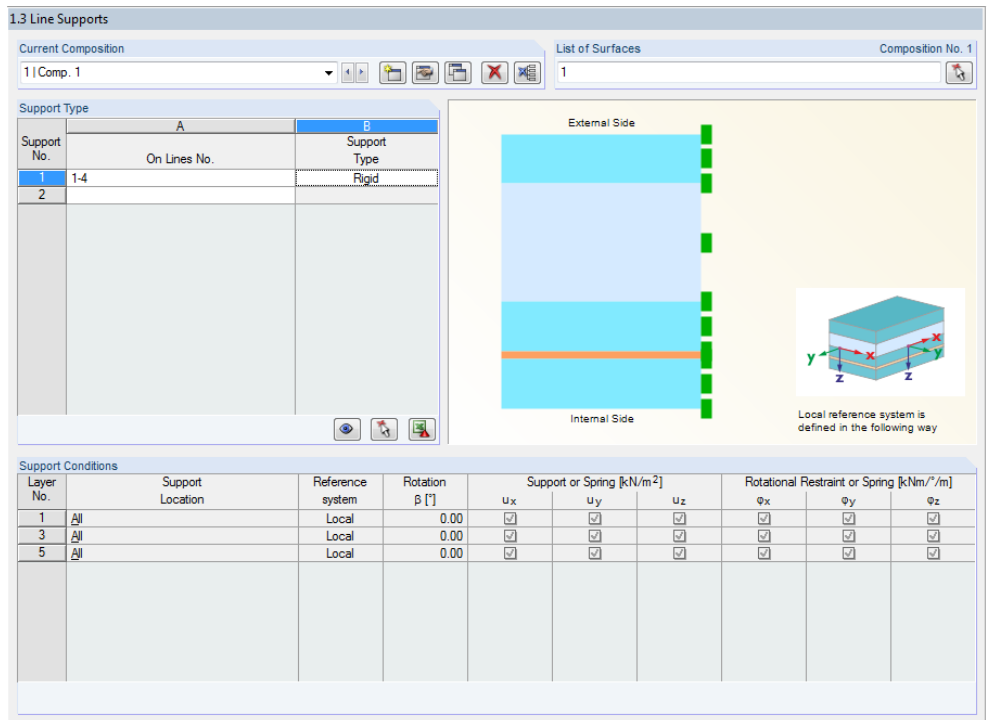 1.3 Line Supports
Current Composition
1 | Comp. 1
List of Surfaces
Composition No. 1
1
Support Type
A
B
Support
No.
On Lines No.
Support
Type
1
1-4
Rigid
2
External Side
Internal Side
x
y
z
x
y
z
Local reference system is
defined in the following way
Support Conditions
Layer
No.
Support
Location
Reference
system
Rotation
β [°]
Support or Spring [kN/m²]
ux uy uz
Rotational Restraint or Spring [kNm/°/m]
φx φy φz
1 All Local 0.00
3 All Local 0.00
5 All Local 0.00